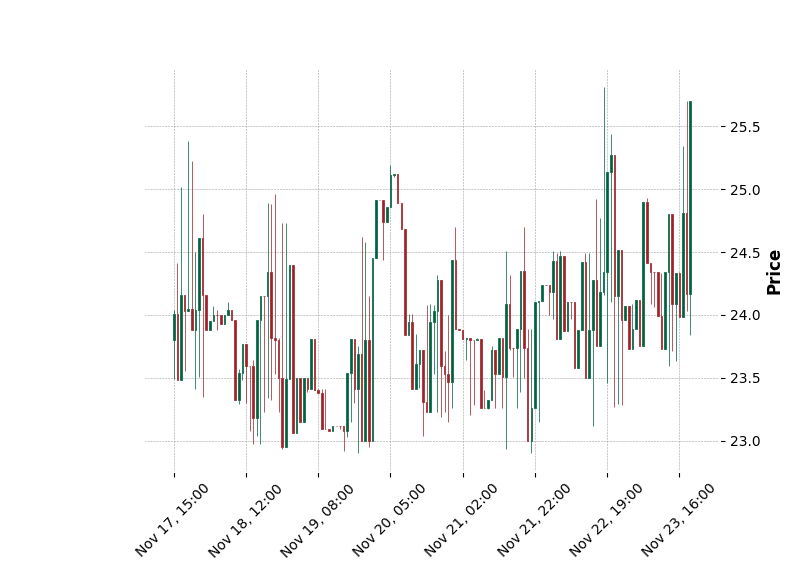 25.5
25.0
24.5
24.0
23.5
23.0
Price
Nov 17, 15:00
Nov 18, 12:00
Nov 19, 08:00
Nov 20, 05:00
Nov 21, 02:00
Nov 21, 22:00
Nov 22, 19:00
Nov 23, 16:00